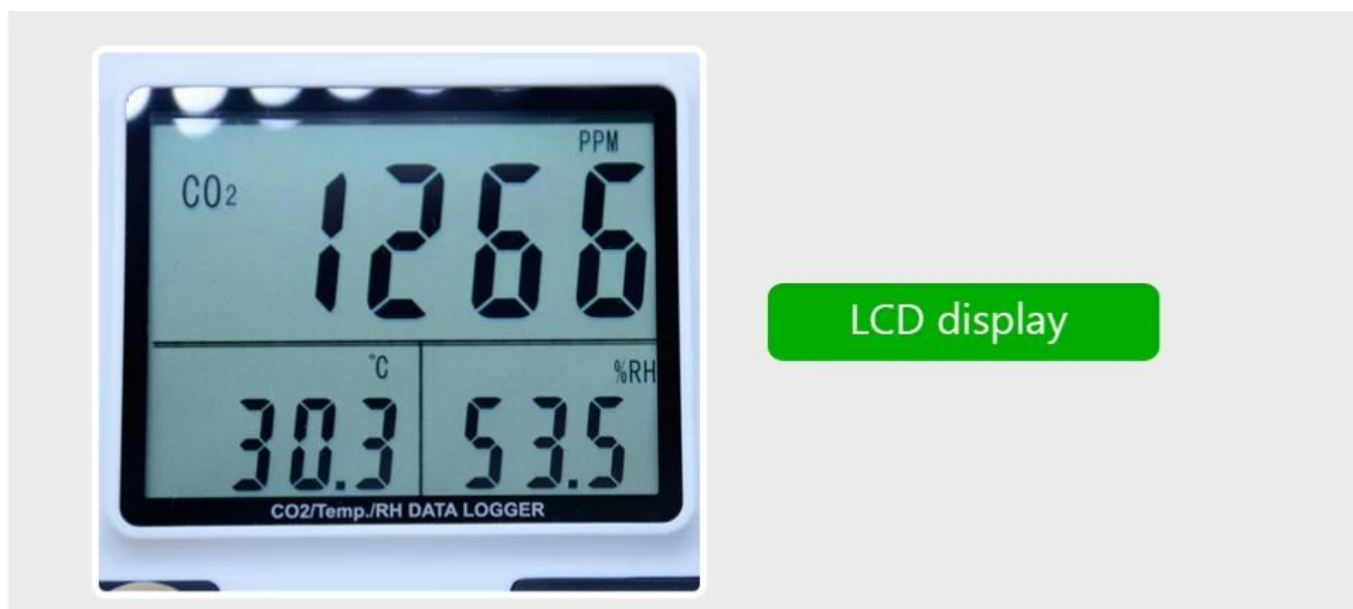 PPM
CO2 1266
°C %RH
30.3 53.5
CO2/Temp./RH DATA LOGGER
LCD display